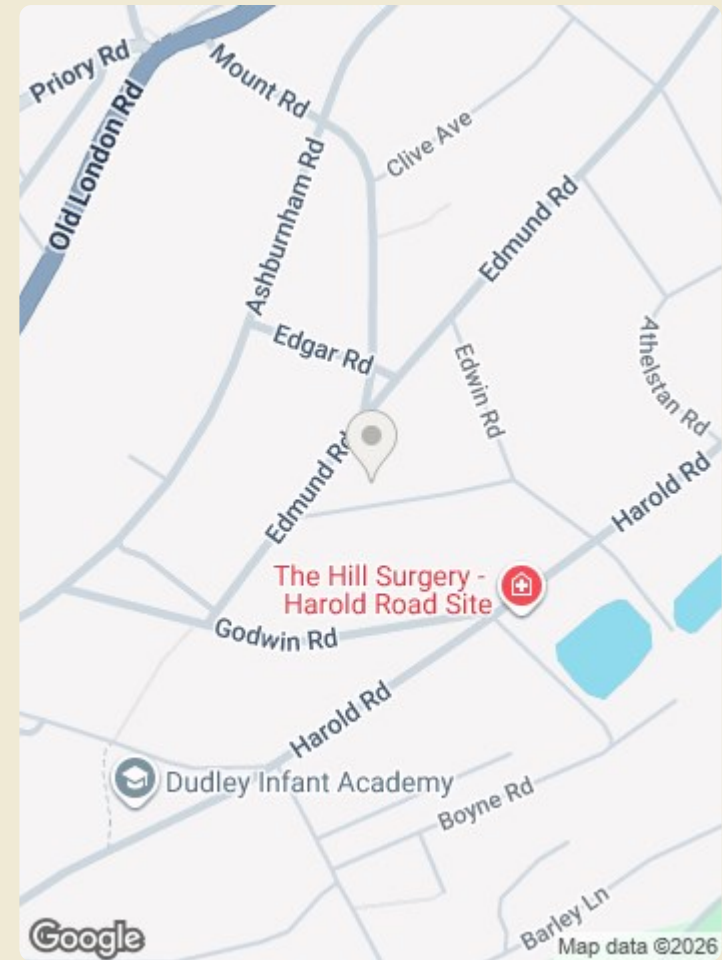 Priory Rd
Mount Rd
Old London Rd
Clive Ave
Ashburnham Rd
Edmund Rd
Edgar Rd
Edwin Rd
Athelstan Rd
Edmund Rd
Harold Rd
The Hill Surgery -
Harold Road Site
Godwin Rd
Harold Rd
Dudley Infant Academy
Boyne Rd
Barley Ln
Google
Map data ©2026